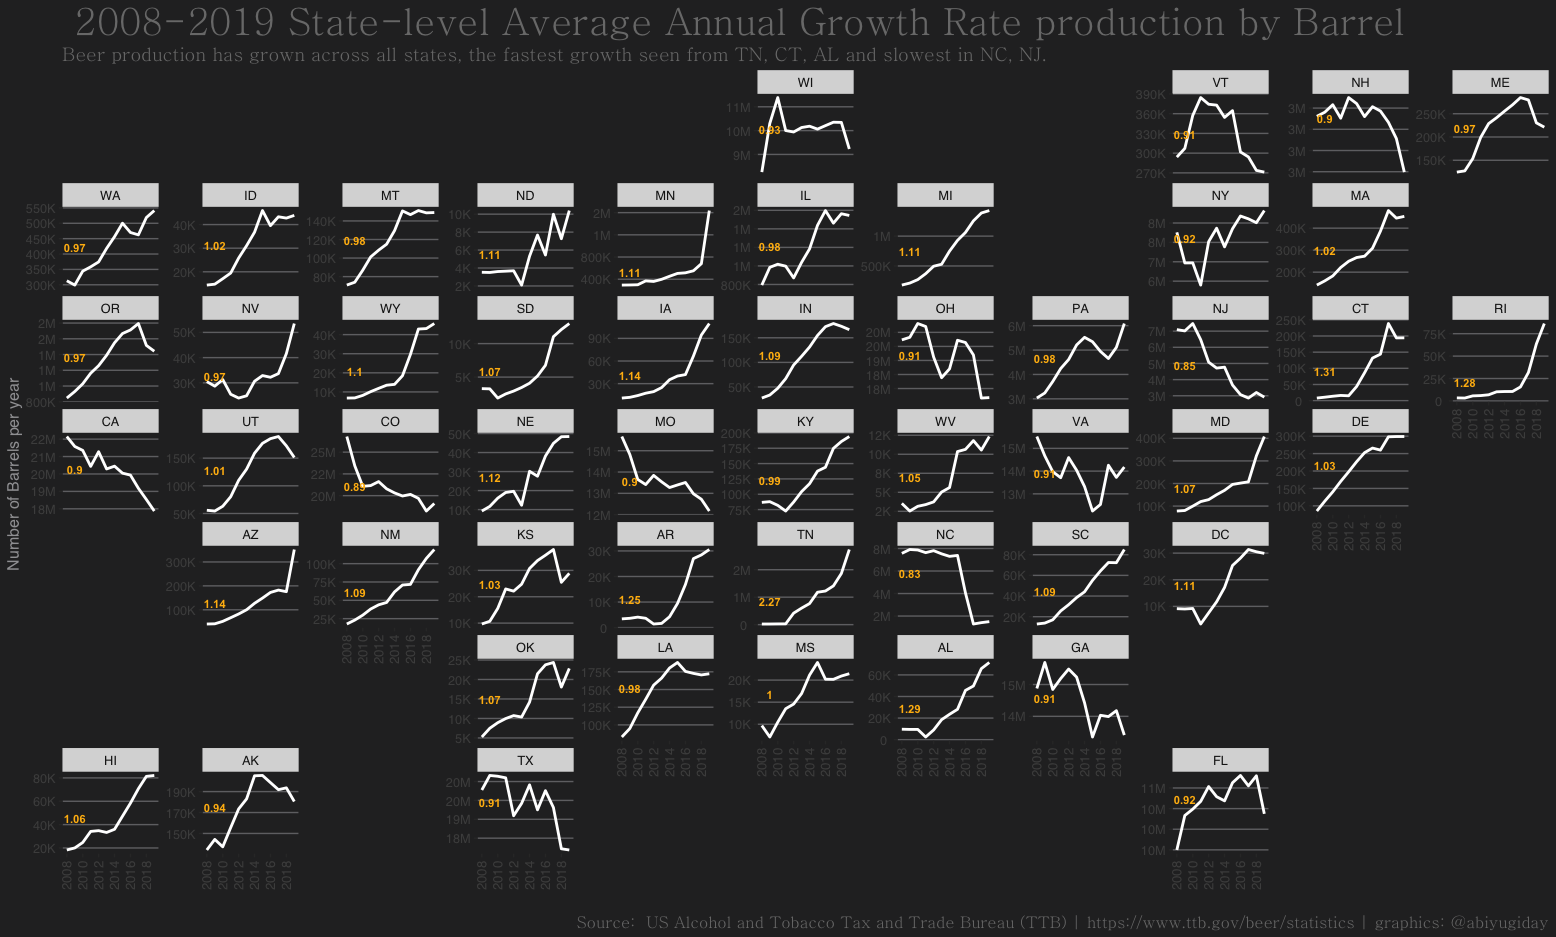 2008-2019 State-level Average Annual Growth Rate production by Barrel
Beer production has grown across all states, the fastest growth seen from TN, CT, AL and slowest in NC, NJ.
Number of Barrels per year
WI
11M
10M
9M
0.93
VT
390K
360K
330K
300K
270K
0.91
NH
3M
3M
3M
3M
0.9
ME
250K
200K
150K
0.97
WA
550K
500K
450K
400K
350K
300K
0.97
ID
40K
30K
20K
1.02
MT
140K
120K
100K
80K
0.98
ND
10K
8K
6K
4K
2K
1.11
MN
2M
1M
800K
400K
1.11
IL
2M
1M
1M
1M
800K
0.98
MI
1M
500K
1.11
NY
8M
8M
7M
6M
0.92
MA
400K
300K
200K
1.02
OR
2M
2M
1M
1M
1M
800K
0.97
NV
50K
40K
30K
0.97
WY
40K
30K
20K
10K
1.1
SD
10K
5K
1.07
IA
90K
60K
30K
1.14
IN
150K
100K
50K
1.09
OH
20M
19M
19M
18M
18M
0.91
PA
6M
5M
4M
3M
0.98
NJ
7M
6M
5M
4M
3M
0.85
CT
250K
200K
150K
100K
50K
0
1.31
RI
75K
50K
25K
0
1.28
2008 2010 2012 2014 2016 2018
CA
22M
21M
20M
19M
18M
0.9
UT
150K
100K
50K
1.01
CO
25M
22M
20M
0.89
NE
50K
40K
30K
20K
10K
1.12
MO
15M
14M
13M
12M
0.9
KY
200K
175K
150K
125K
100K
75K
0.99
WV
12K
10K
8K
5K
2K
1.05
VA
15M
14M
13M
0.91
MD
400K
300K
200K
100K
1.07
DE
300K
250K
200K
150K
100K
1.03
2008 2010 2012 2014 2016 2018
AZ
300K
200K
100K
1.14
NM
100K
75K
50K
25K
1.09
2008 2010 2012 2014 2016 2018
KS
30K
20K
10K
1.03
AR
30K
20K
10K
0
1.25
TN
2M
1M
0
2.27
NC
8M
6M
4M
2M
0.83
SC
80K
60K
40K
20K
1.09
DC
30K
20K
10K
1.11
OK
25K
20K
15K
10K
5K
1.07
LA
175K
150K
125K
100K
0.98
2008 2010 2012 2014 2016 2018
MS
20K
15K
10K
1
2008 2010 2012 2014 2016 2018
AL
60K
40K
20K
0
1.29
2008 2010 2012 2014 2016 2018
GA
15M
14M
0.91
2008 2010 2012 2014 2016 2018
HI
80K
60K
40K
20K
1.06
2008 2010 2012 2014 2016 2018
AK
190K
170K
150K
0.94
2008 2010 2012 2014 2016 2018
TX
20M
20M
19M
18M
0.91
2008 2010 2012 2014 2016 2018
FL
11M
10M
10M
10M
0.92
2008 2010 2012 2014 2016 2018
Source: US Alcohol and Tobacco Tax and Trade Bureau (TTB) | https://www.ttb.gov/beer/statistics | graphics: @abiyugiday